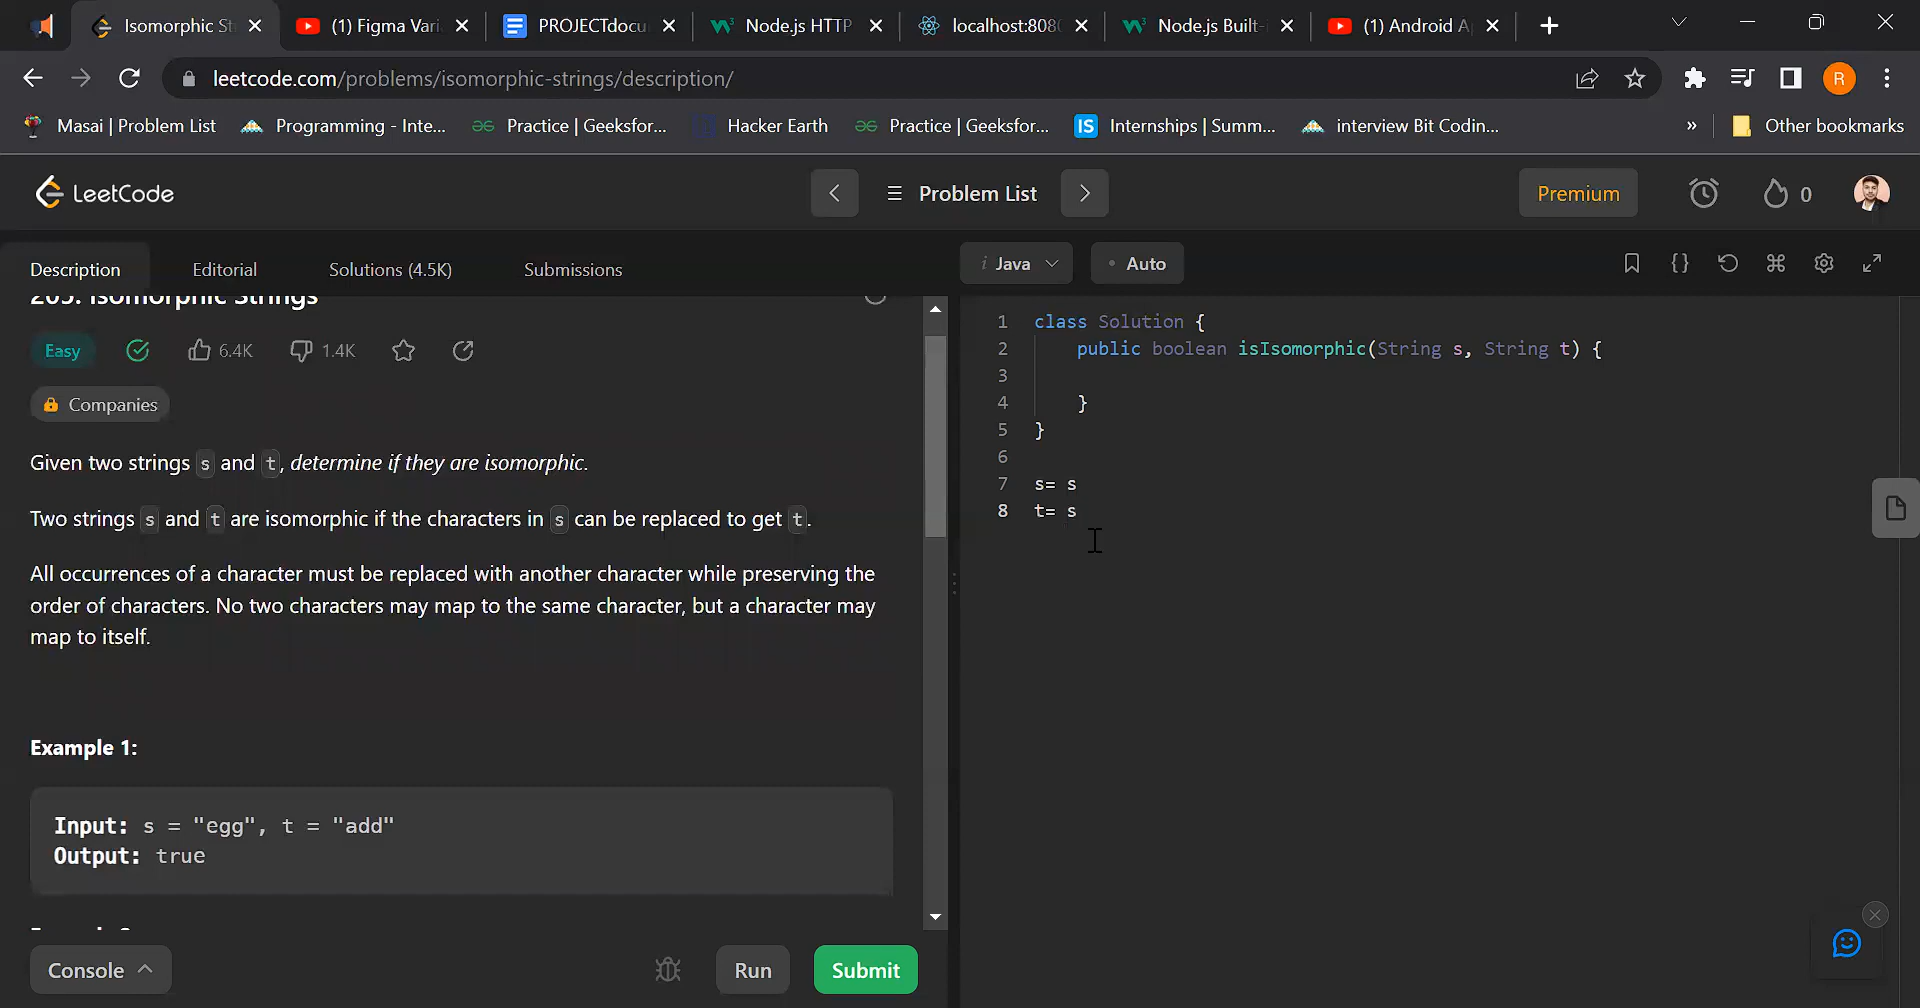 Isomorphic St
(1) Figma Vari
PROJECTdocu
Node.js HTTP
localhost:808
Node.js Built-
(1) Android A
leetcode.com/problems/isomorphic-strings/description/
R
Masai | Problem List
Programming - Inte...
Practice | Geeksfor...
Hacker Earth
Practice | Geeksfor...
IS
Internships | Summ...
interview Bit Codin...
»
Other bookmarks
LeetCode
Problem List
Premium
0
Description
Editorial
Solutions (4.5K)
Submissions
i Java
Auto
{}
205. Isomorphic Strings
Easy
6.4K
1.4K
Companies
Given two strings s and t, determine if they are isomorphic.
Two strings s and t are isomorphic if the characters in s can be replaced to get t.
All occurrences of a character must be replaced with another character while preserving the
order of characters. No two characters may map to the same character, but a character may
map to itself.
Example 1:
Input: s = "egg", t = "add"
Output: true
1 class Solution {
2 public boolean isIsomorphic(String s, String t) {
3
4 }
5 }
6
7 s= s
8 t= s
Console
Run
Submit